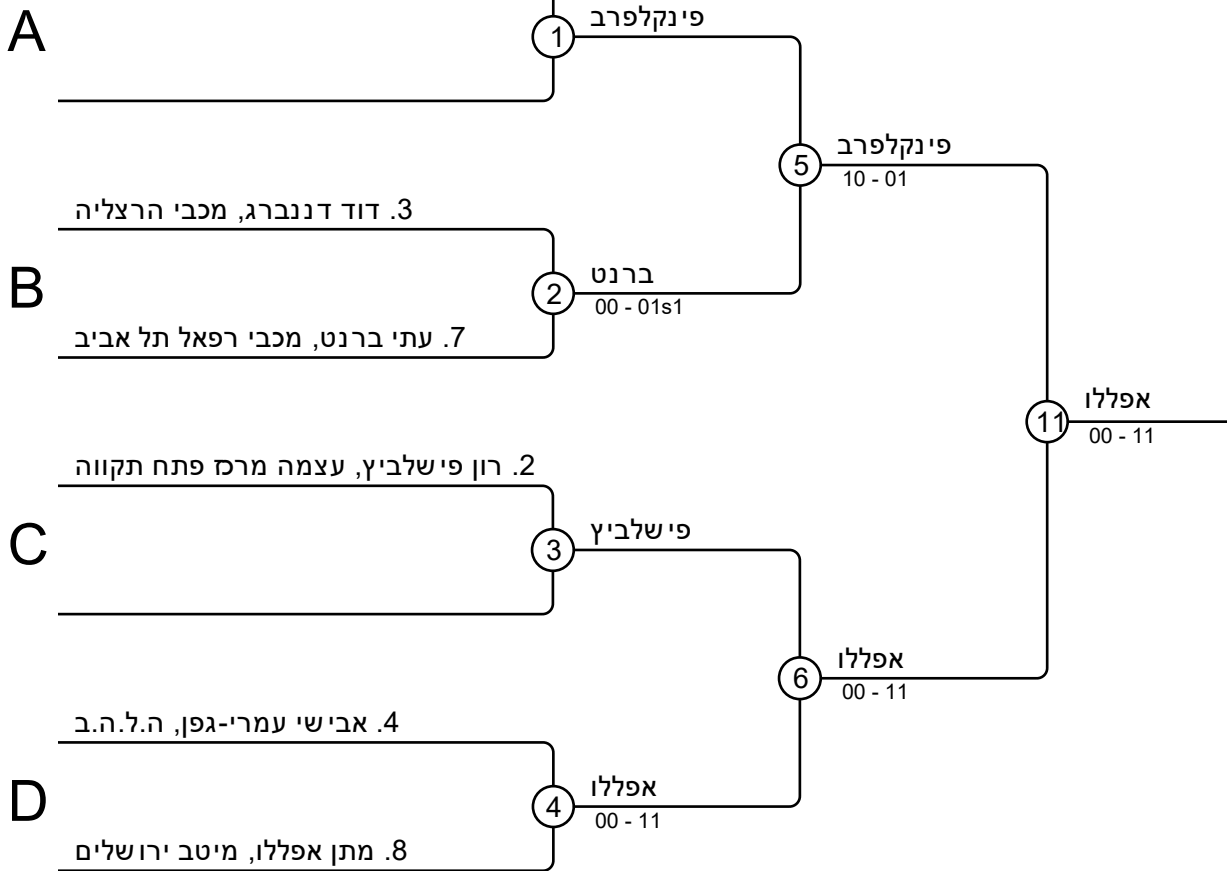 A
1
פינקלפרב
5
פינקלפרב
10 - 01
3. דוד דננברג, מכבי הרצליה
B
2
ברנט
00 - 01s1
7. עתי ברנט, מכבי רפאל תל אביב
11
אפללו
00 - 11
2. רון פישלביץ, עצמה מרכז פתח תקווה
C
3
פישלביץ
6
אפללו
00 - 11
4. אבישי עמרי-גפן, ה.ל.ה.ב
D
4
אפללו
00 - 11
8. מתן אפללו, מיטב ירושלים